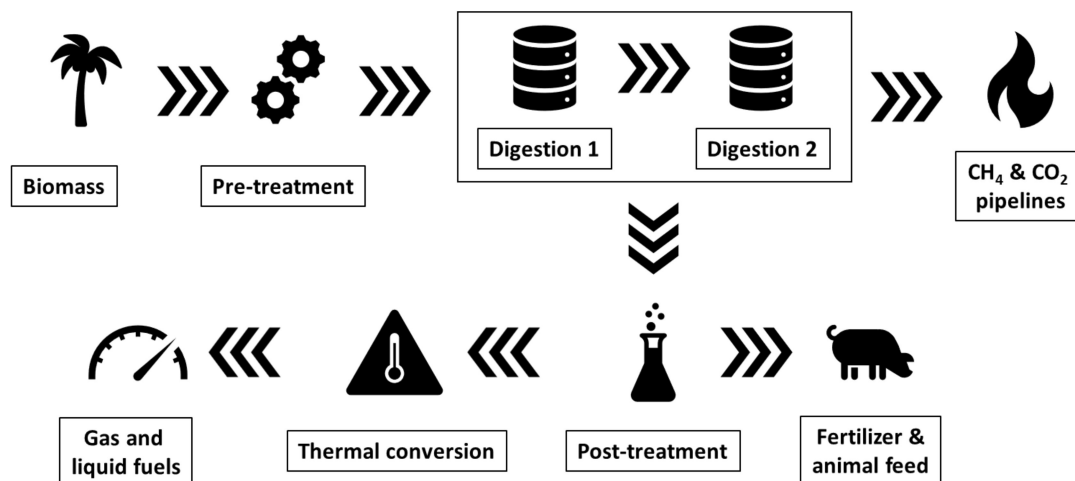 Biomass
Pre-treatment
Digestion 1
Digestion 2
CH₄ & CO₂
pipelines
Gas and
liquid fuels
Thermal conversion
Post-treatment
Fertilizer &
animal feed